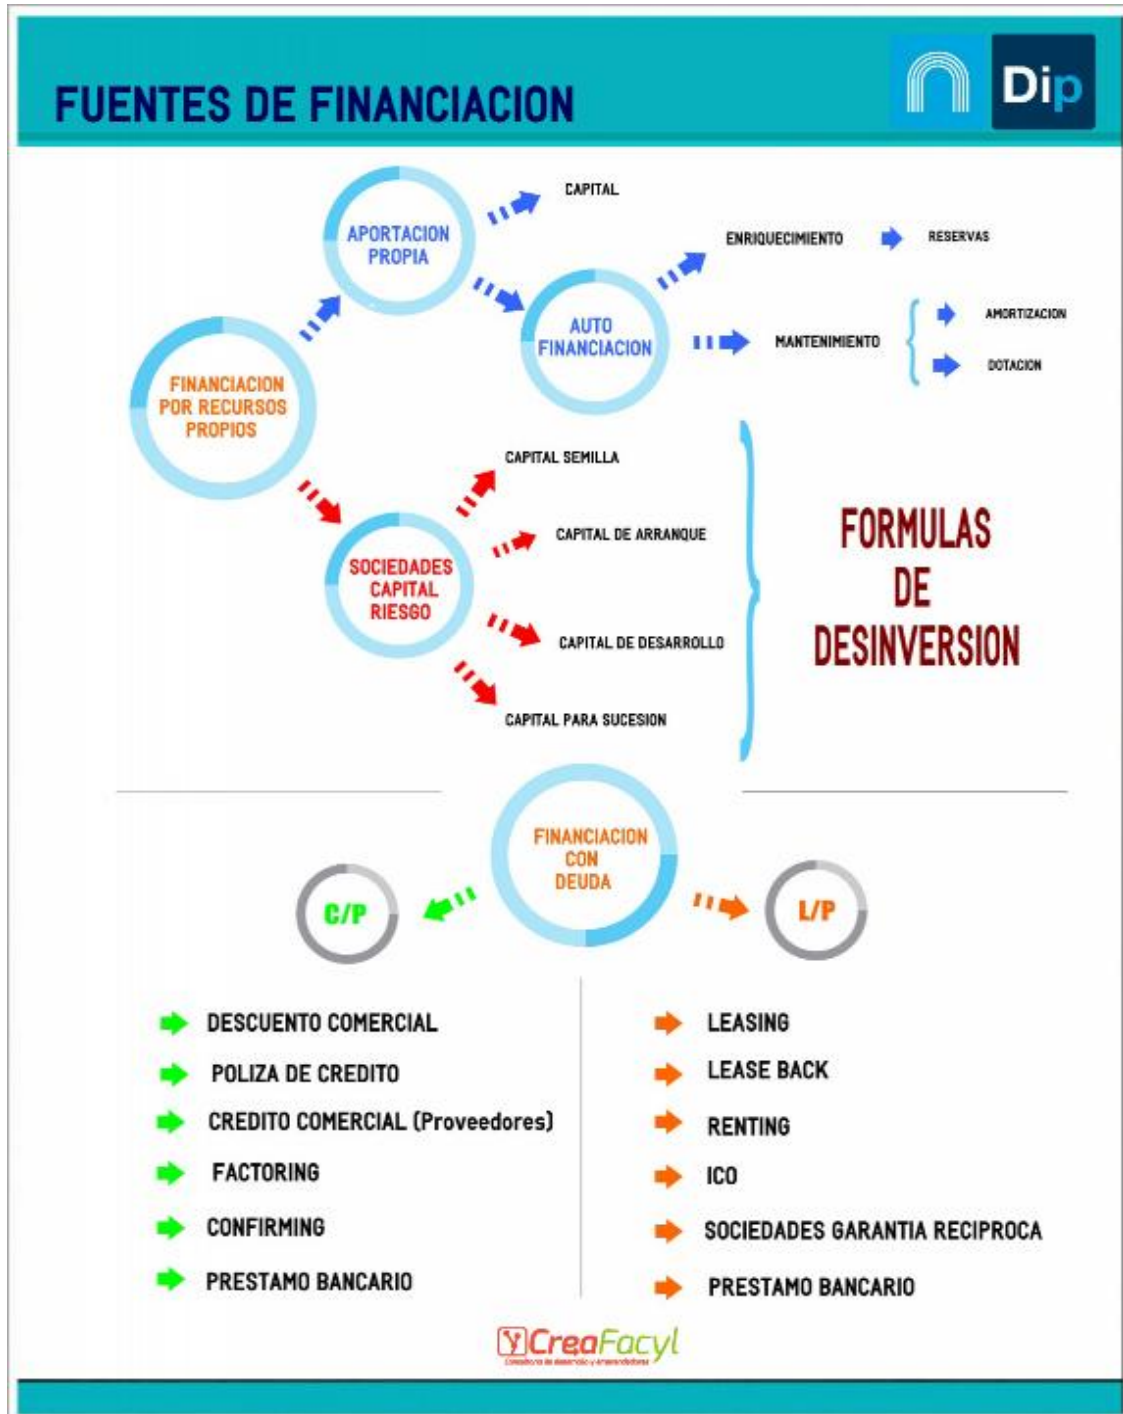 FUENTES DE FINANCIACION
Dip
CAPITAL
APORTACION
PROPIA
ENRIQUECIMIENTO
RESERVAS
AUTO
FINANCIACION
MANTENIMIENTO
AMORTIZACION
DOTACION
FINANCIACION
POR RECURSOS
PROPIOS
CAPITAL SEMILLA
CAPITAL DE ARRANQUE
SOCIEDADES
CAPITAL
RIESGO
CAPITAL DE DESARROLLO
CAPITAL PARA SUCESION
FORMULAS
DE
DESINVERSION
FINANCIACION
CON
DEUDA
C/P
L/P
DESCUENTO COMERCIAL
POLIZA DE CREDITO
CREDITO COMERCIAL (Proveedores)
FACTORING
CONFIRMING
PRESTAMO BANCARIO
LEASING
LEASE BACK
RENTING
ICO
SOCIEDADES GARANTIA RECIPROCA
PRESTAMO BANCARIO
CreaFacyl